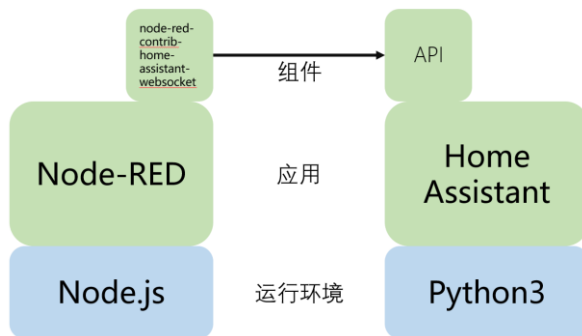 node-red-
contrib-
home-
assistant-
websocket
组件
API
Node-RED
应用
Home
Assistant
Node.js
运行环境
Python3